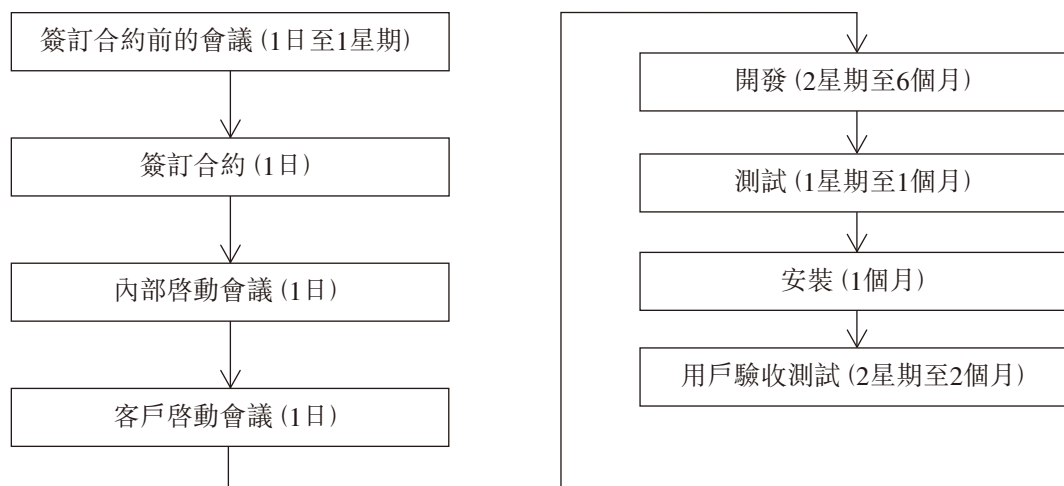 簽訂合約前的會議 (1日至1星期)
簽訂合約 (1日)
內部啓動會議 (1日)
客戶啓動會議 (1日)
開發 (2星期至6個月)
測試 (1星期至1個月)
安裝 (1個月)
用戶驗收測試 (2星期至2個月)